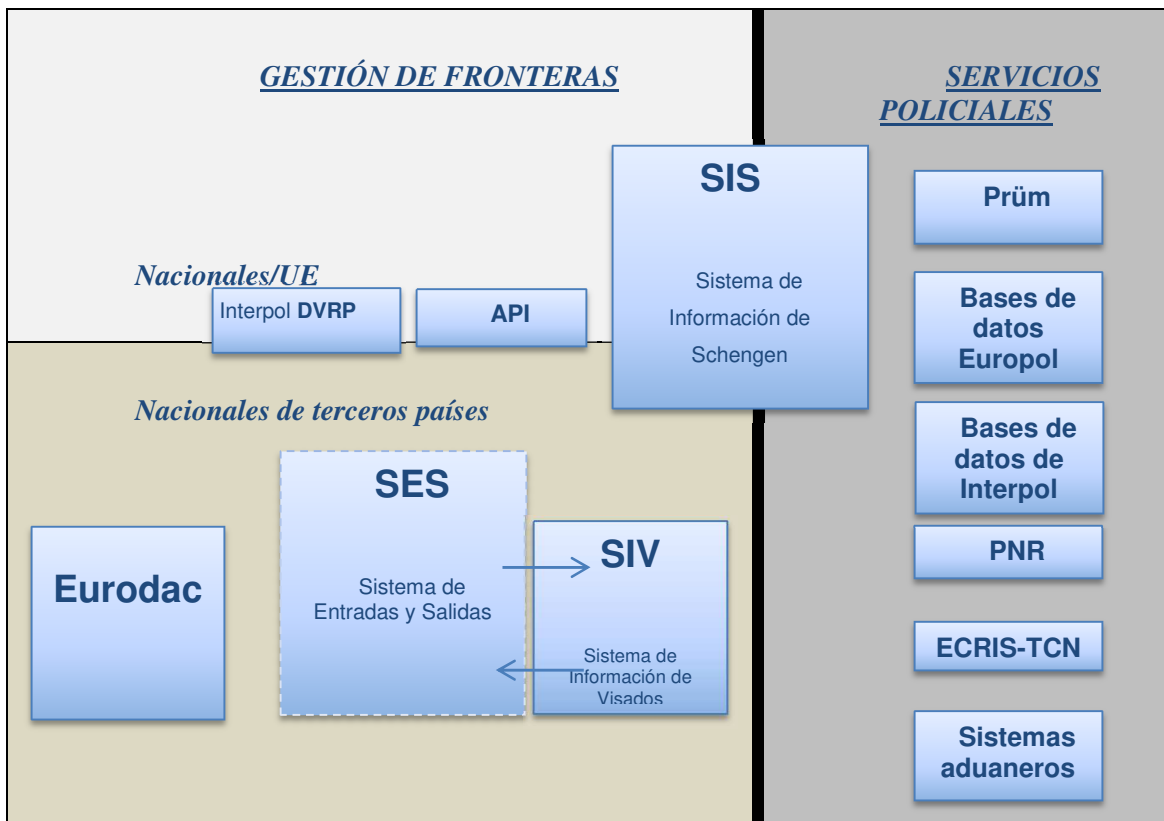 GESTIÓN DE FRONTERAS
SERVICIOS
POLICIALES
SIS
Sistema de
Información de
Schengen
Prüm
Nacionales/UE
Interpol DVRP
API
Bases de
datos
Europol
Nacionales de terceros países
Bases de
datos de
Interpol
SES
Sistema de
Entradas y Salidas
SIV
Sistema de
Información de
Visados
Eurodac
PNR
ECRIS-TCN
Sistemas
aduaneros